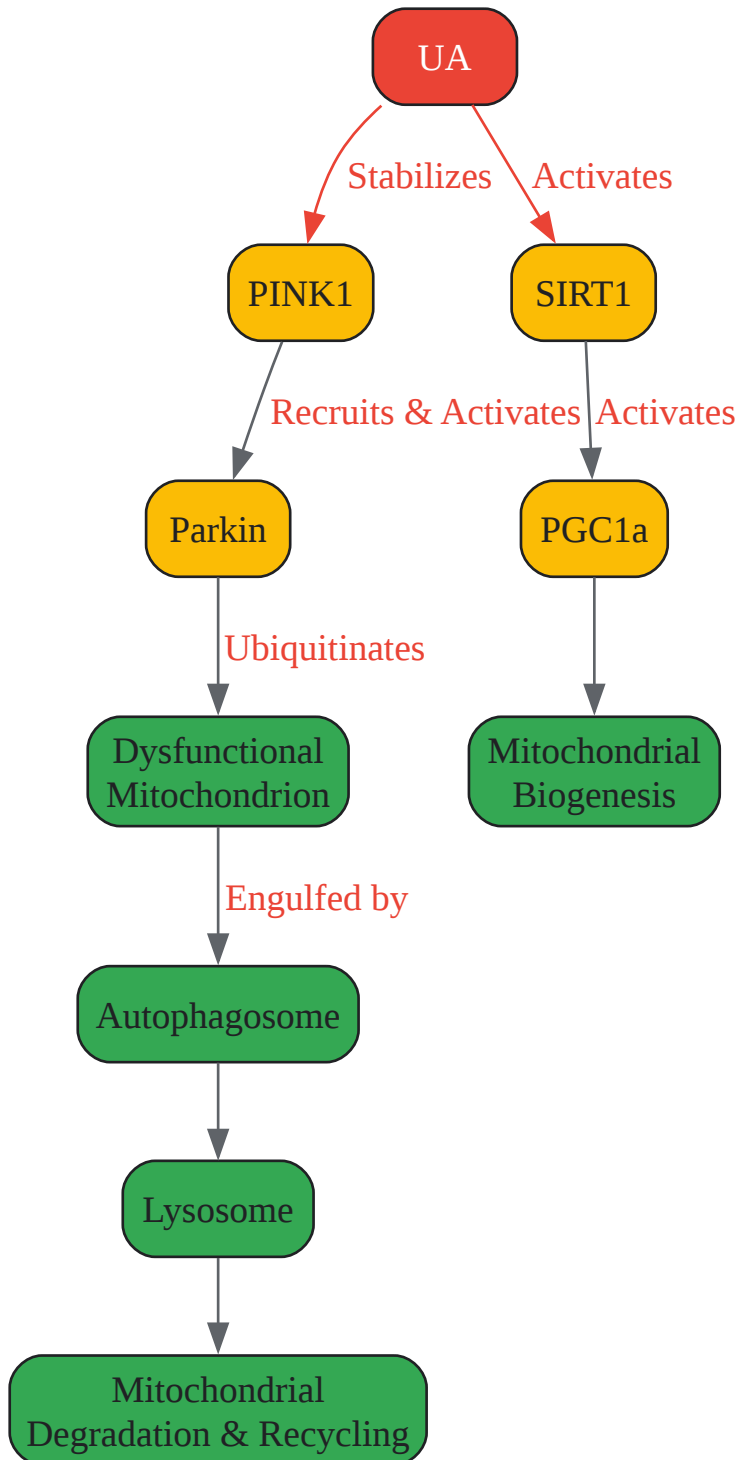 UA
Stabilizes
Activates
PINK1
SIRT1
Recruits & Activates
Activates
Parkin
PGC1a
Ubiquitinates
Dysfunctional
Mitochondrion
Mitochondrial
Biogenesis
Engulfed by
Autophagosome
Lysosome
Mitochondrial
Degradation & Recycling